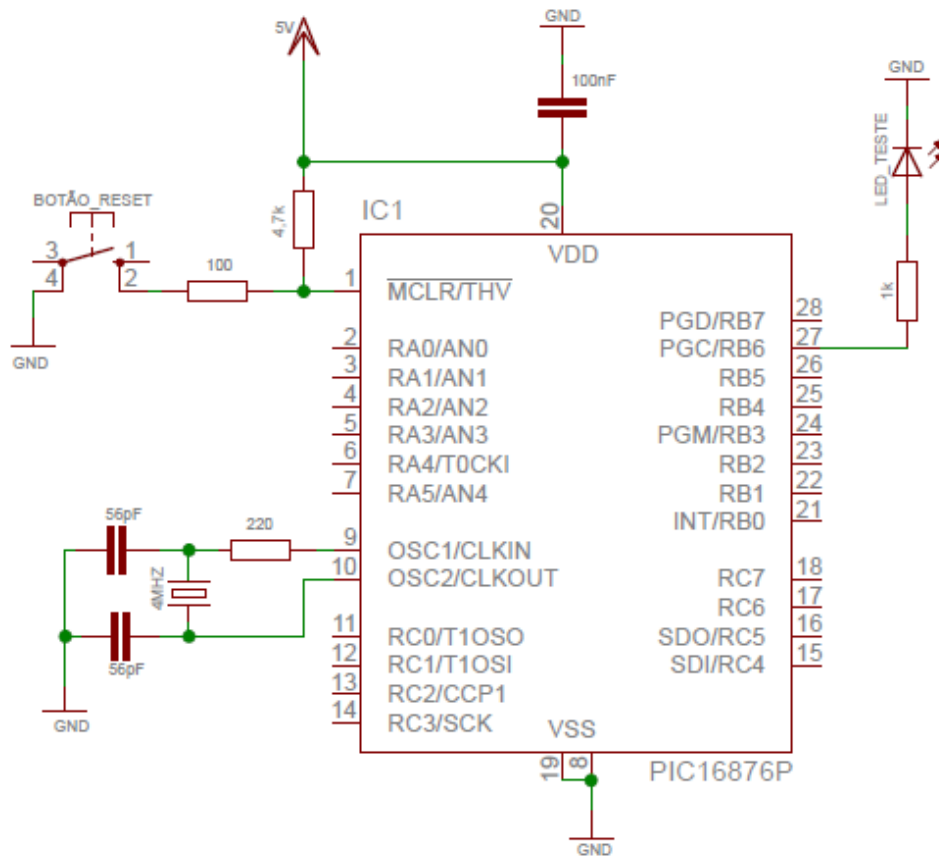 GND
5V
100nF
GND
LED_TESTE
BOTÃO_RESET
3
1
4
2
4,7k
IC1
20
VDD
100
1
MCLR/THV
GND
1k
28
PGD/RB7
2
RA0/AN0
27
PGC/RB6
3
RA1/AN1
26
RB5
4
RA2/AN2
25
RB4
5
RA3/AN3
24
PGM/RB3
6
RA4/T0CKI
23
RB2
7
RA5/AN4
22
RB1
21
INT/RB0
56pF
220
9
OSC1/CLKIN
10
OSC2/CLKOUT
4MHZ
18
RC7
17
RC6
56pF
11
RC0/T1OSO
16
SDO/RC5
12
RC1/T1OSI
15
SDI/RC4
13
RC2/CCP1
14
RC3/SCK
GND
VSS
19
8
PIC16876P
GND